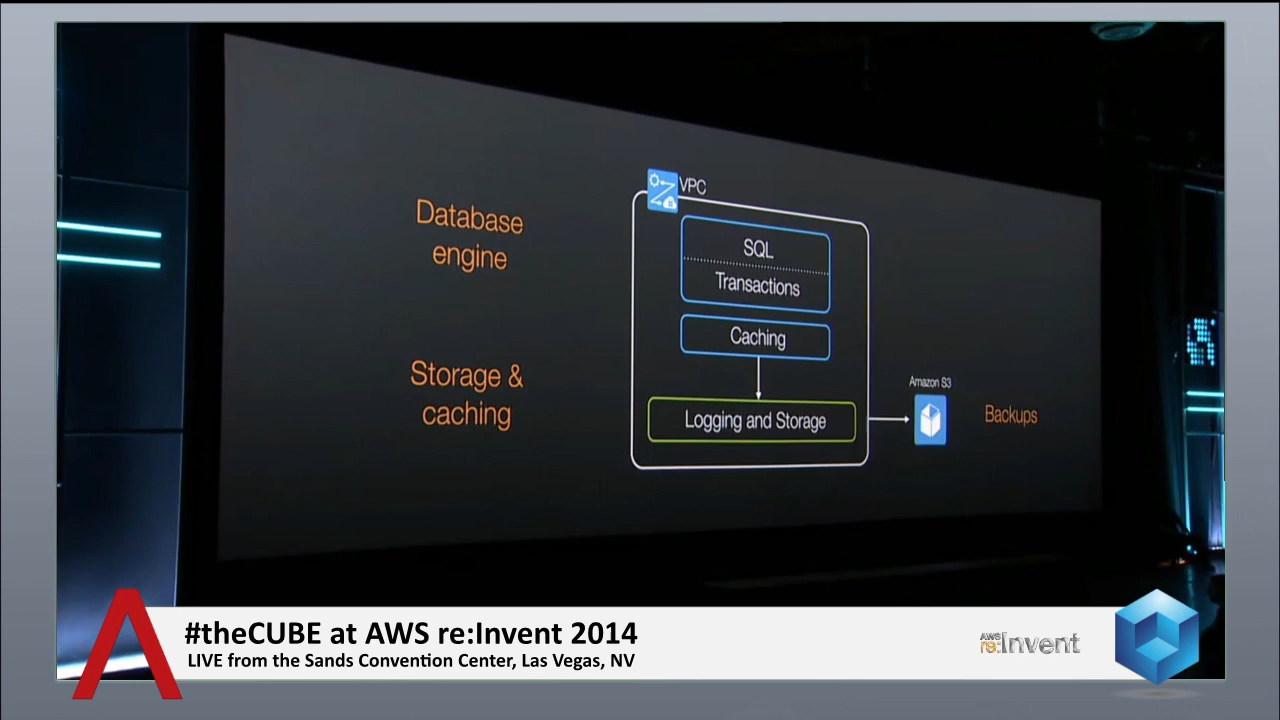 Database
engine
Storage &
caching
VPC
SQL
Transactions
Caching
Logging and Storage
Amazon S3
Backups
#theCUBE at AWS re:Invent 2014
LIVE from the Sands Convention Center, Las Vegas, NV
AWS
re:Invent